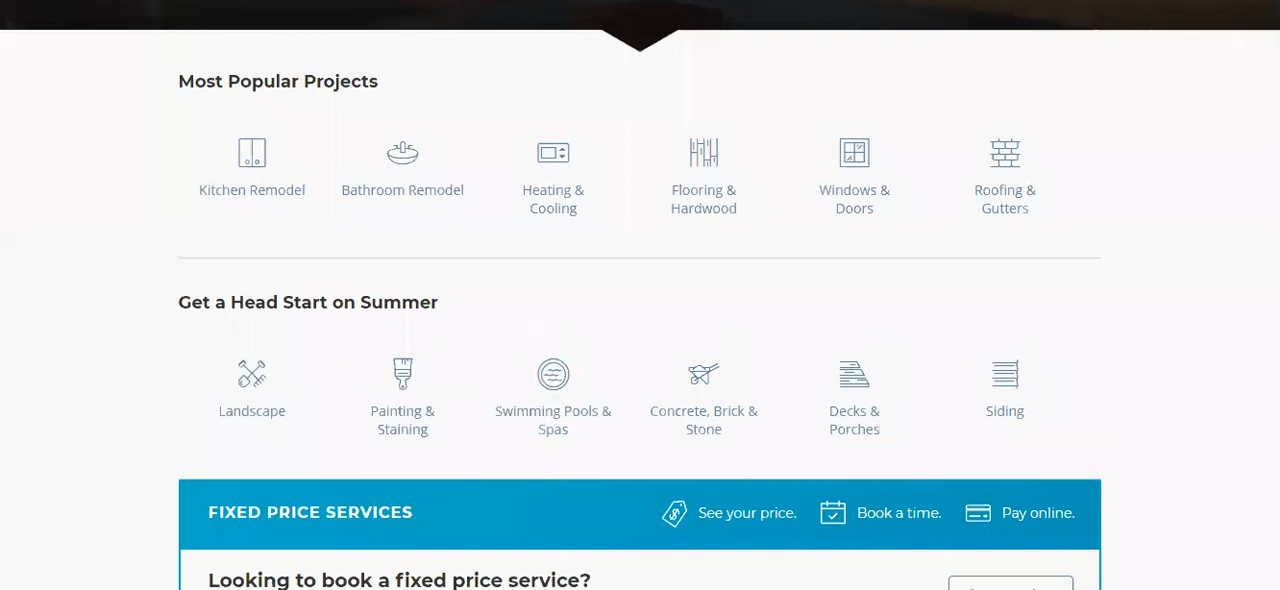 Most Popular Projects
Kitchen Remodel
Bathroom Remodel
Heating &
Cooling
Flooring &
Hardwood
Windows &
Doors
Roofing &
Gutters
Get a Head Start on Summer
Landscape
Painting &
Staining
Swimming Pools &
Spas
Concrete, Brick &
Stone
Decks &
Porches
Siding
FIXED PRICE SERVICES
See your price.
Book a time.
Pay online.
Looking to book a fixed price service?